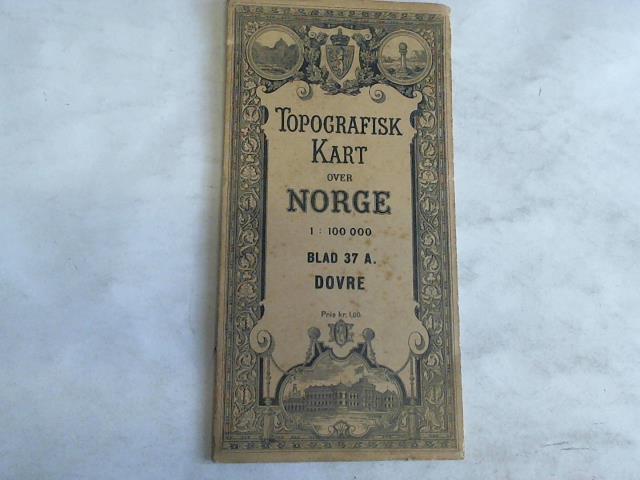 TOPOGRAFISK
KART
OVER
NORGE
1 : 100 000
BLAD 37 A.
DOVRE
Pris kr. 1,00.